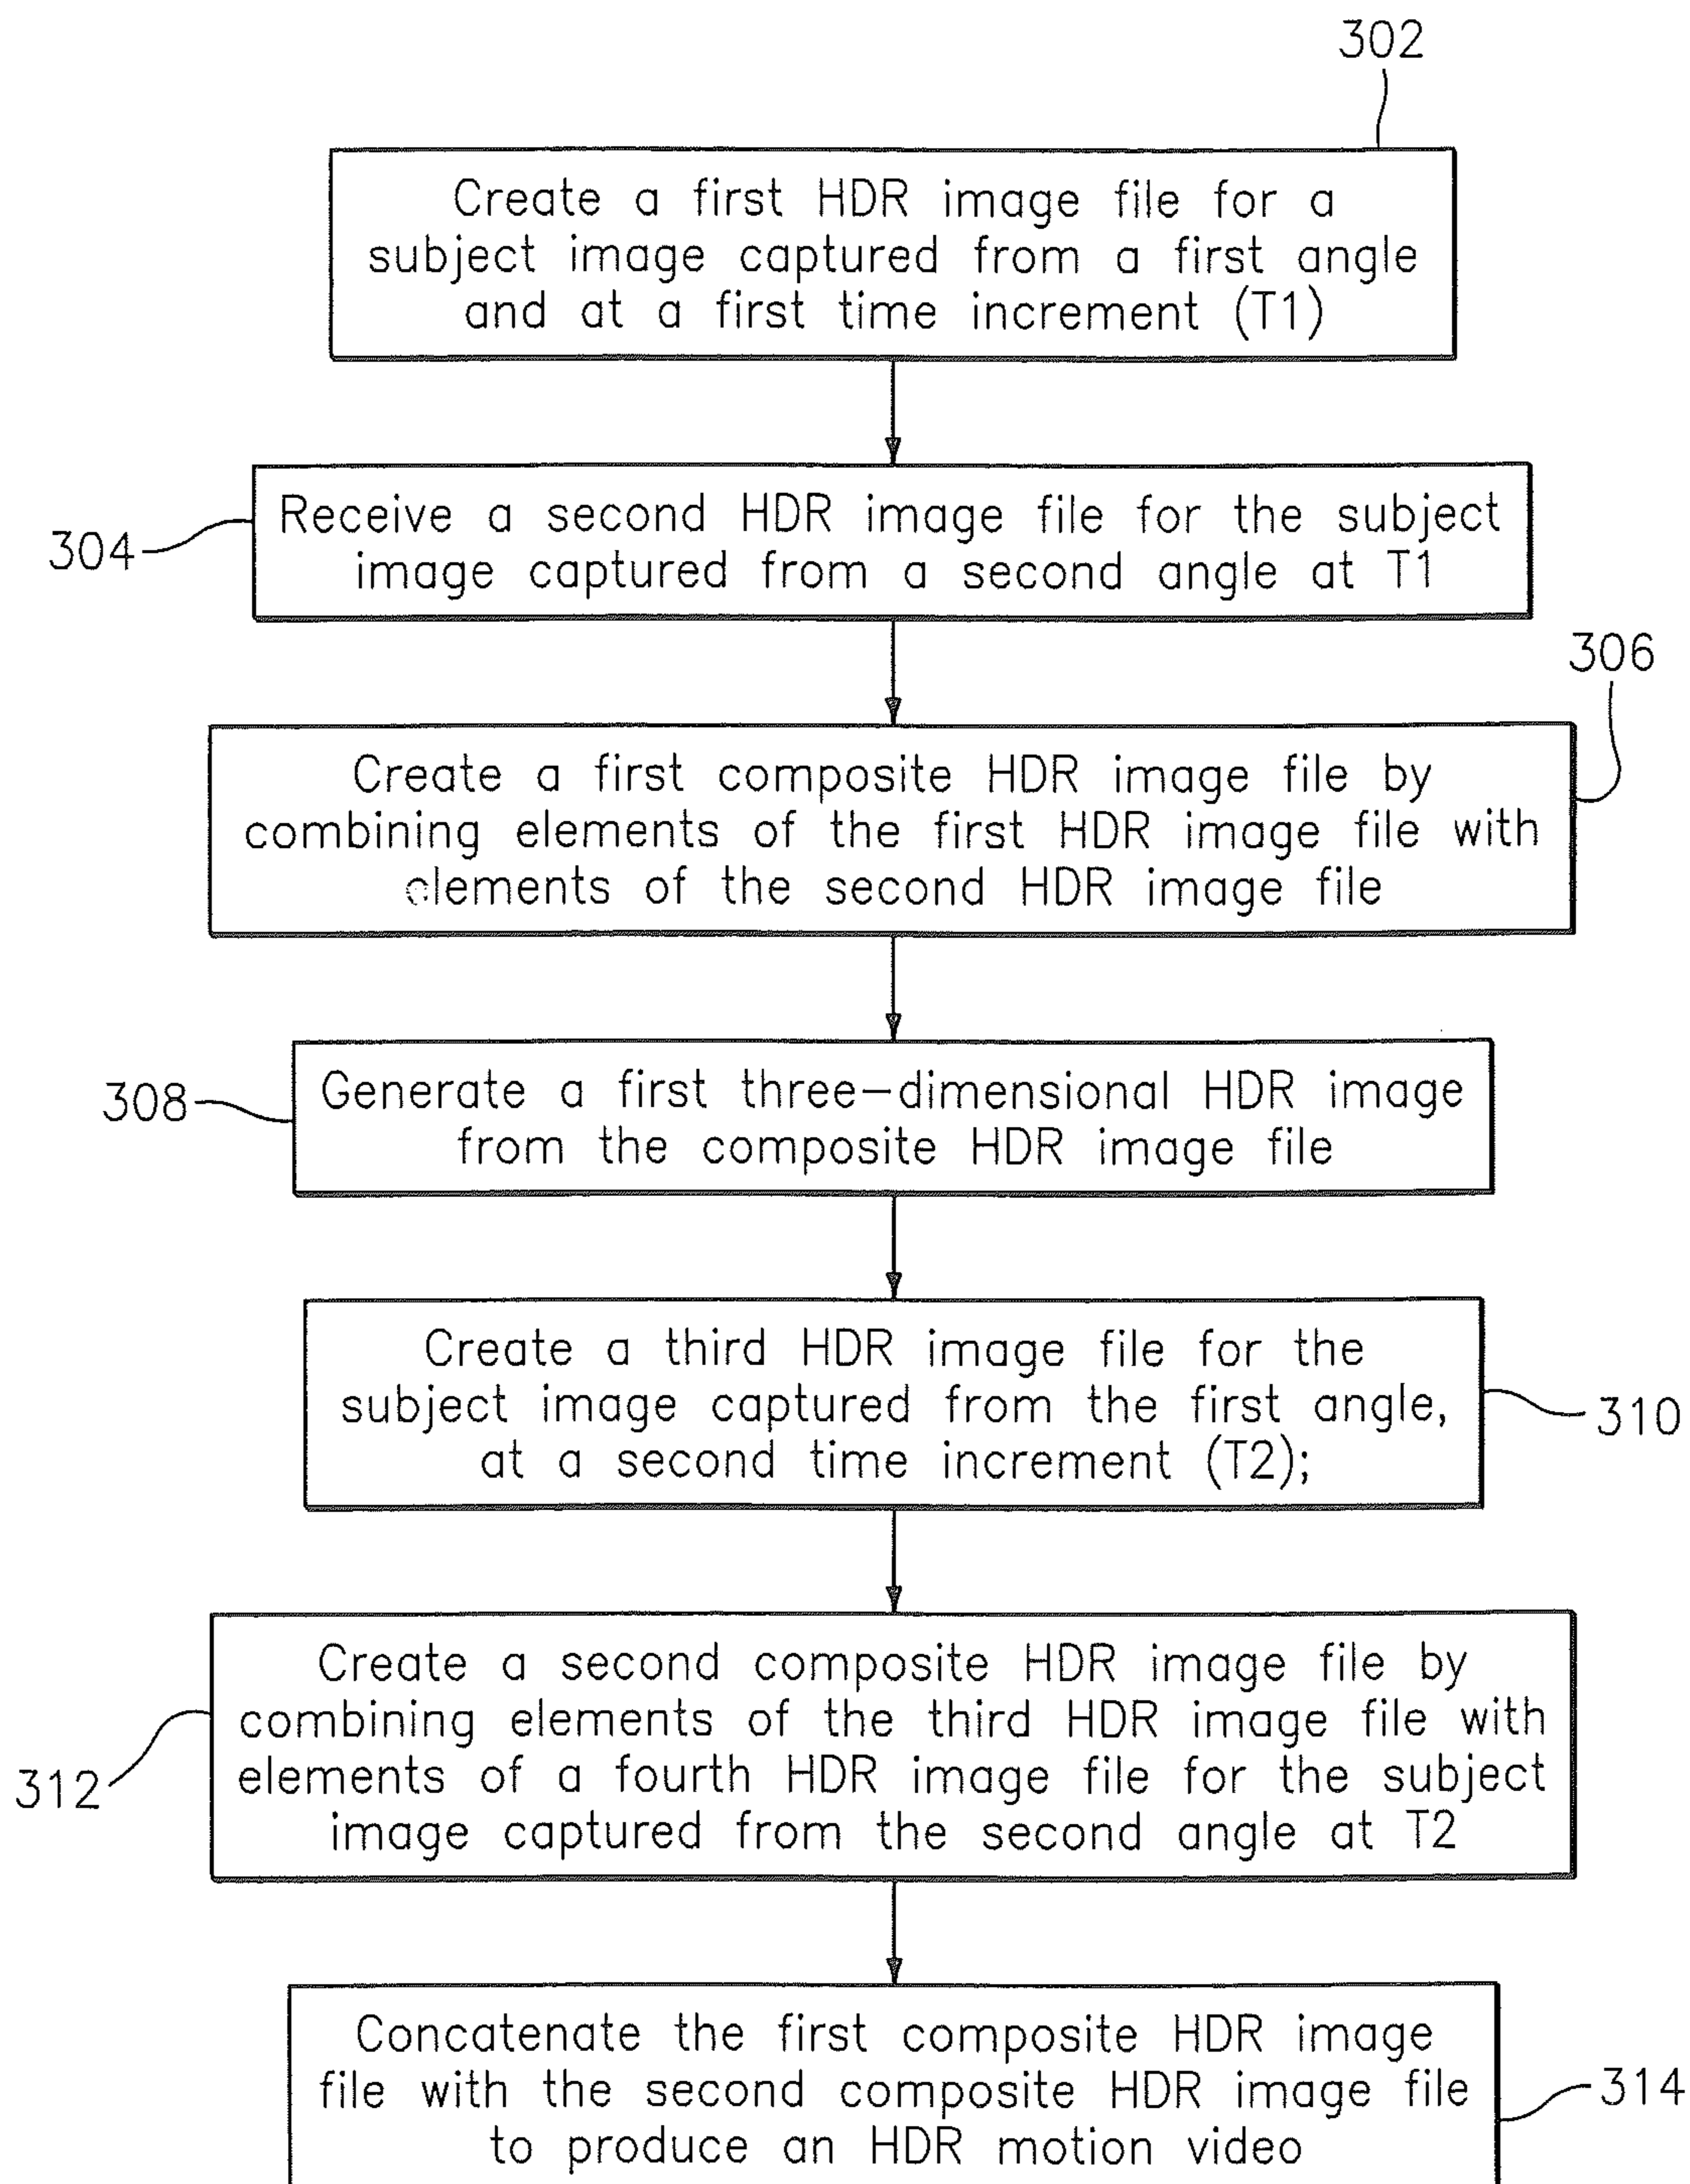 302
Create a first HDR image file for a
subject image captured from a first angle
and at a first time increment (T1)
304
Receive a second HDR image file for the subject
image captured from a second angle at T1
306
Create a first composite HDR image file by
combining elements of the first HDR image file with
elements of the second HDR image file
308
Generate a first three-dimensional HDR image
from the composite HDR image file
Create a third HDR image file for the
subject image captured from the first angle,
at a second time increment (T2);
310
Create a second composite HDR image file by
combining elements of the third HDR image file with
elements of a fourth HDR image file for the subject
image captured from the second angle at T2
312
Concatenate the first composite HDR image
file with the second composite HDR image file
to produce an HDR motion video
314